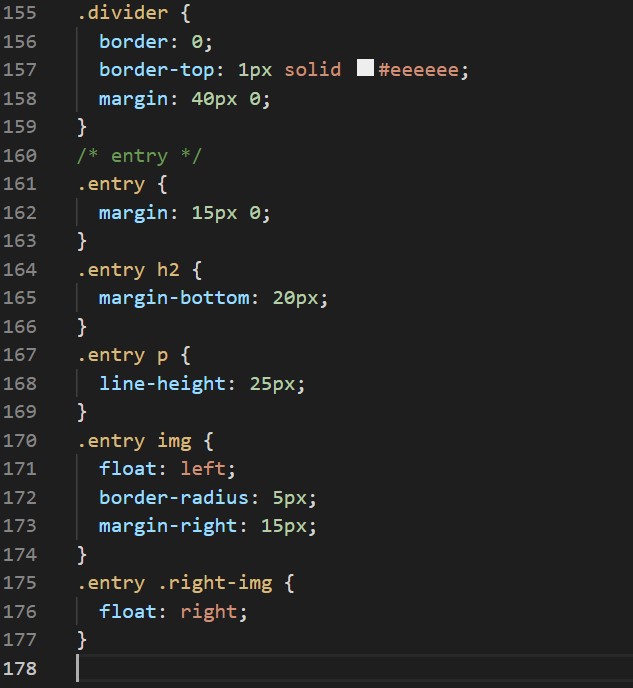 155 .divider {
156 border: 0;
157 border-top: 1px solid #eeeeee;
158 margin: 40px 0;
159 }
160 /* entry */
161 .entry {
162 margin: 15px 0;
163 }
164 .entry h2 {
165 margin-bottom: 20px;
166 }
167 .entry p {
168 line-height: 25px;
169 }
170 .entry img {
171 float: left;
172 border-radius: 5px;
173 margin-right: 15px;
174 }
175 .entry .right-img {
176 float: right;
177 }
178